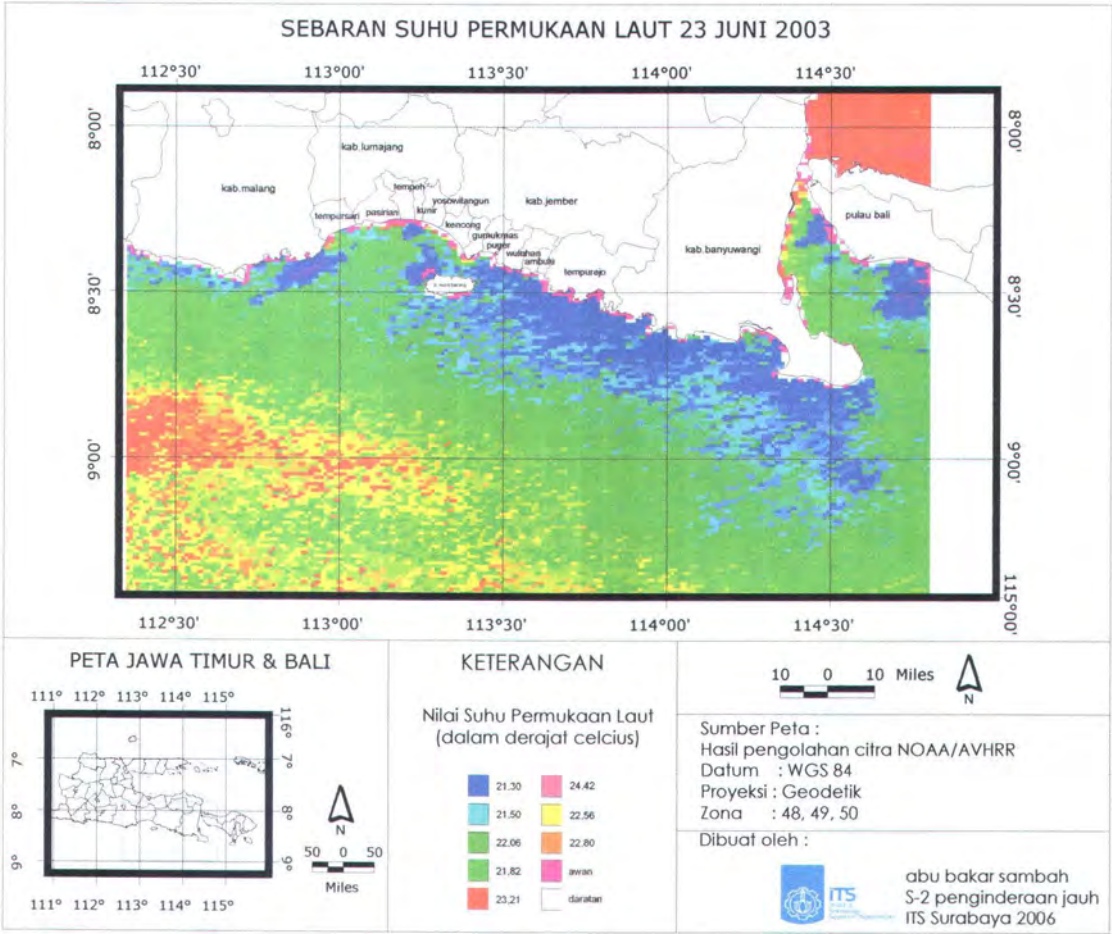 SEBARAN SUHU PERMUKAAN LAUT 23 JUNI 2003
112°30' 113°00' 113°30' 114°00' 114°30'
8°00' 8°00'
kab.lumajang
kab.malang
tempeh
yosowilangun
kab.jember
tempursari
pasirian
kunir
kencong
gumukmas
puger
wuluhan
ambulu
tempurejo
kab.banyuwangi
pulau bali
8°30' 8°30'
9°00' 9°00'
115°00'
112°30' 113°00' 113°30' 114°00' 114°30'
PETA JAWA TIMUR & BALI
111° 112° 113° 114° 115°
116°
7° 7°
8° 8°
9° 9°
N
50 0 50
Miles
111° 112° 113° 114° 115°
KETERANGAN
Nilai Suhu Permukaan Laut
(dalam derajat celcius)
21.30 24.42
21.50 22.56
22.06 22.80
21.82 awan
23.21 daratan
10 0 10 Miles
N
Sumber Peta :
Hasil pengolahan citra NOAA/AVHRR
Datum : WGS 84
Proyeksi : Geodetik
Zona : 48, 49, 50
Dibuat oleh :
ITS
abu bakar sambah
S-2 penginderaan jauh
ITS Surabaya 2006